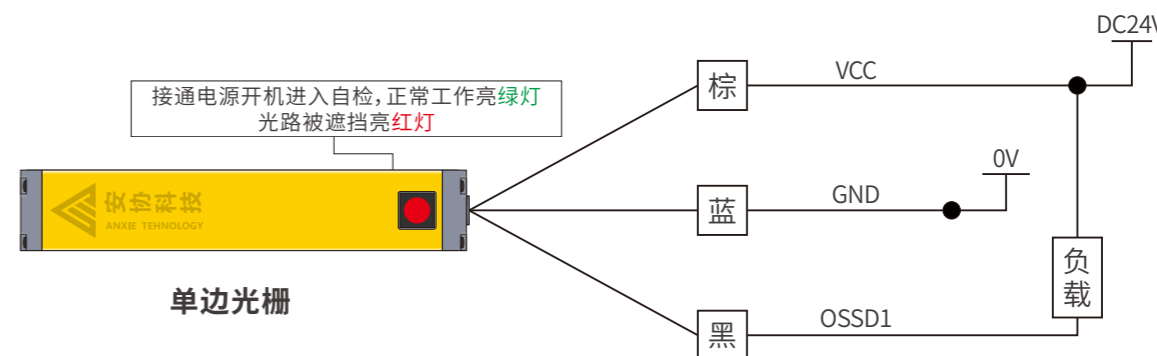 DC24V
接通电源开机进入自检，正常工作亮绿灯
光路被遮挡亮红灯
棕
VCC
安协科技
ANXIE TEHNOLOGY
蓝
GND
0V
负载
单边光栅
黑
OSSD1